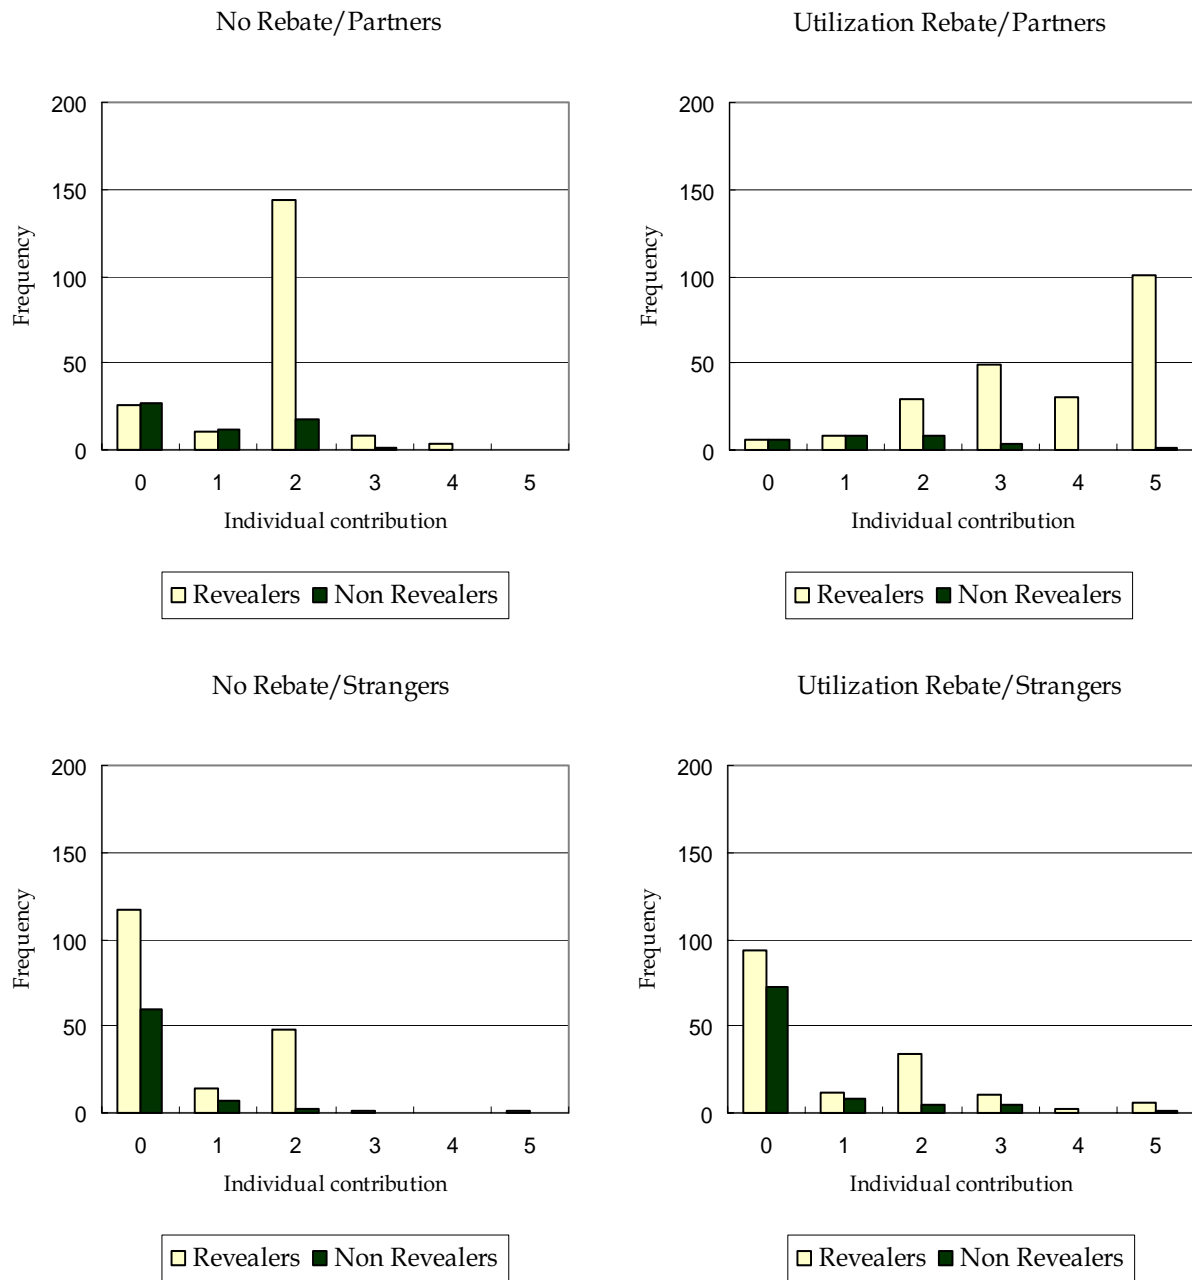 No Rebate/Partners
200
150
100
50
0
Frequency
0 1 2 3 4 5
Individual contribution
Revealers Non Revealers
Utilization Rebate/Partners
200
150
100
50
0
Frequency
0 1 2 3 4 5
Individual contribution
Revealers Non Revealers
No Rebate/Strangers
200
150
100
50
0
Frequency
0 1 2 3 4 5
Individual contribution
Revealers Non Revealers
Utilization Rebate/Strangers
200
150
100
50
0
Frequency
0 1 2 3 4 5
Individual contribution
Revealers Non Revealers